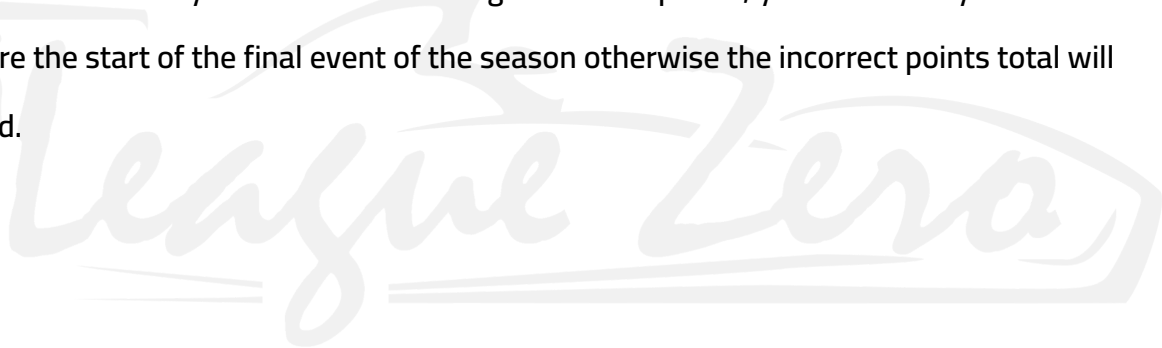 re the start of the final event of the season otherwise the incorrect points total will
d.
League Zero